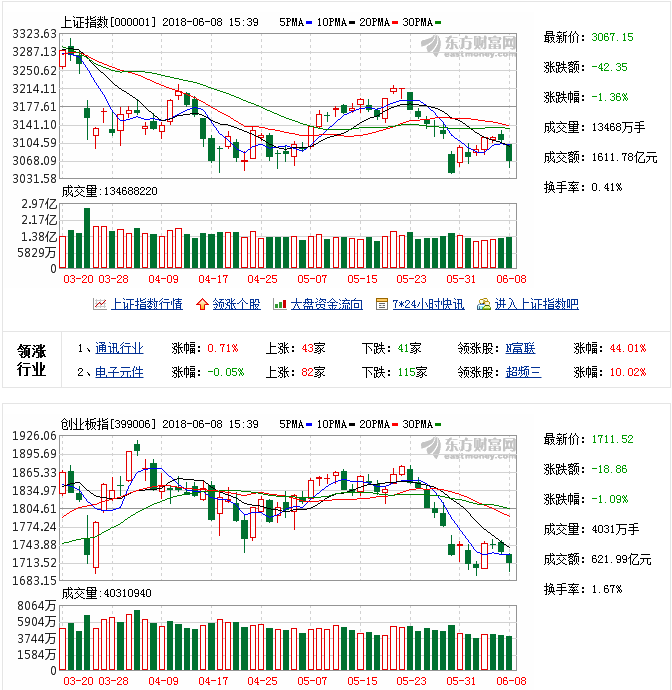 上证指数[000001] 2018-06-08 15:39 5PMA 10PMA 20PMA 30PMA
东方财富网
eastmoney.com
3323.63
3287.13
3250.62
3214.11
3177.61
3141.10
3104.59
3068.09
3031.58
成交量:134688220
2.97亿
2.17亿
1.38亿
5829万
0
03-20 03-28 04-09 04-17 04-25 05-07 05-15 05-23 05-31 06-08
最新价: 3067.15
涨跌额: -42.35
涨跌幅: -1.36%
成交量: 13468万手
成交额: 1611.78亿元
换手率: 0.41%
上证指数行情 领涨个股 大盘资金流向 7*24小时快讯 进入上证指数吧
领涨行业
1、通讯行业 涨幅: 0.71% 上涨: 43家 下跌: 41家 领涨股: N富联 涨幅: 44.01%
2、电子元件 涨幅: -0.05% 上涨: 82家 下跌: 115家 领涨股: 超频三 涨幅: 10.02%
创业板指[399006] 2018-06-08 15:39 5PMA 10PMA 20PMA 30PMA
东方财富网
eastmoney.com
1926.06
1895.69
1865.33
1834.97
1804.61
1774.24
1743.88
1713.52
1683.15
成交量:40310940
8064万
5904万
3744万
1584万
0
03-20 03-28 04-09 04-17 04-25 05-07 05-15 05-23 05-31 06-08
最新价: 1711.52
涨跌额: -18.86
涨跌幅: -1.09%
成交量: 4031万手
成交额: 621.99亿元
换手率: 1.67%